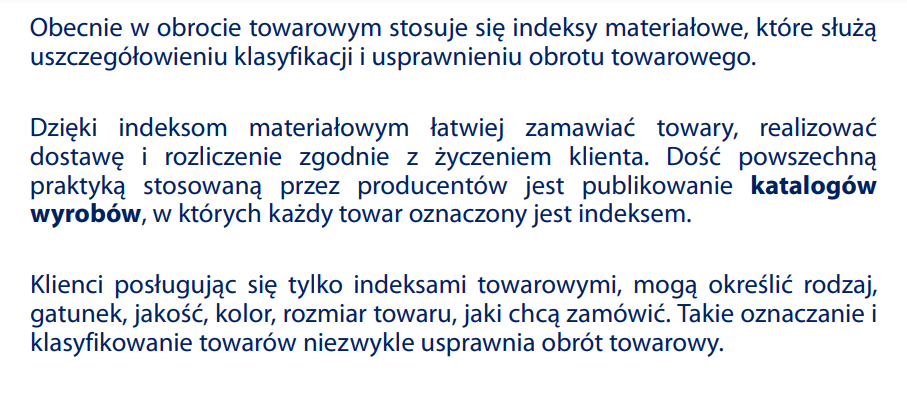 Obecnie w obrocie towarowym stosuje się indeksy materiałowe, które służą
uszczegółowieniu klasyfikacji i usprawnieniu obrotu towarowego.
Dzięki indeksom materiałowym łatwiej zamawiać towary, realizować
dostawę i rozliczenie zgodnie z życzeniem klienta. Dość powszechną
praktyką stosowaną przez producentów jest publikowanie katalogów
wyrobów, w których każdy towar oznaczony jest indeksem.
Klienci posługując się tylko indeksami towarowymi, mogą określić rodzaj,
gatunek, jakość, kolor, rozmiar towaru, jaki chcą zamówić. Takie oznaczanie i
klasyfikowanie towarów niezwykle usprawnia obrót towarowy.